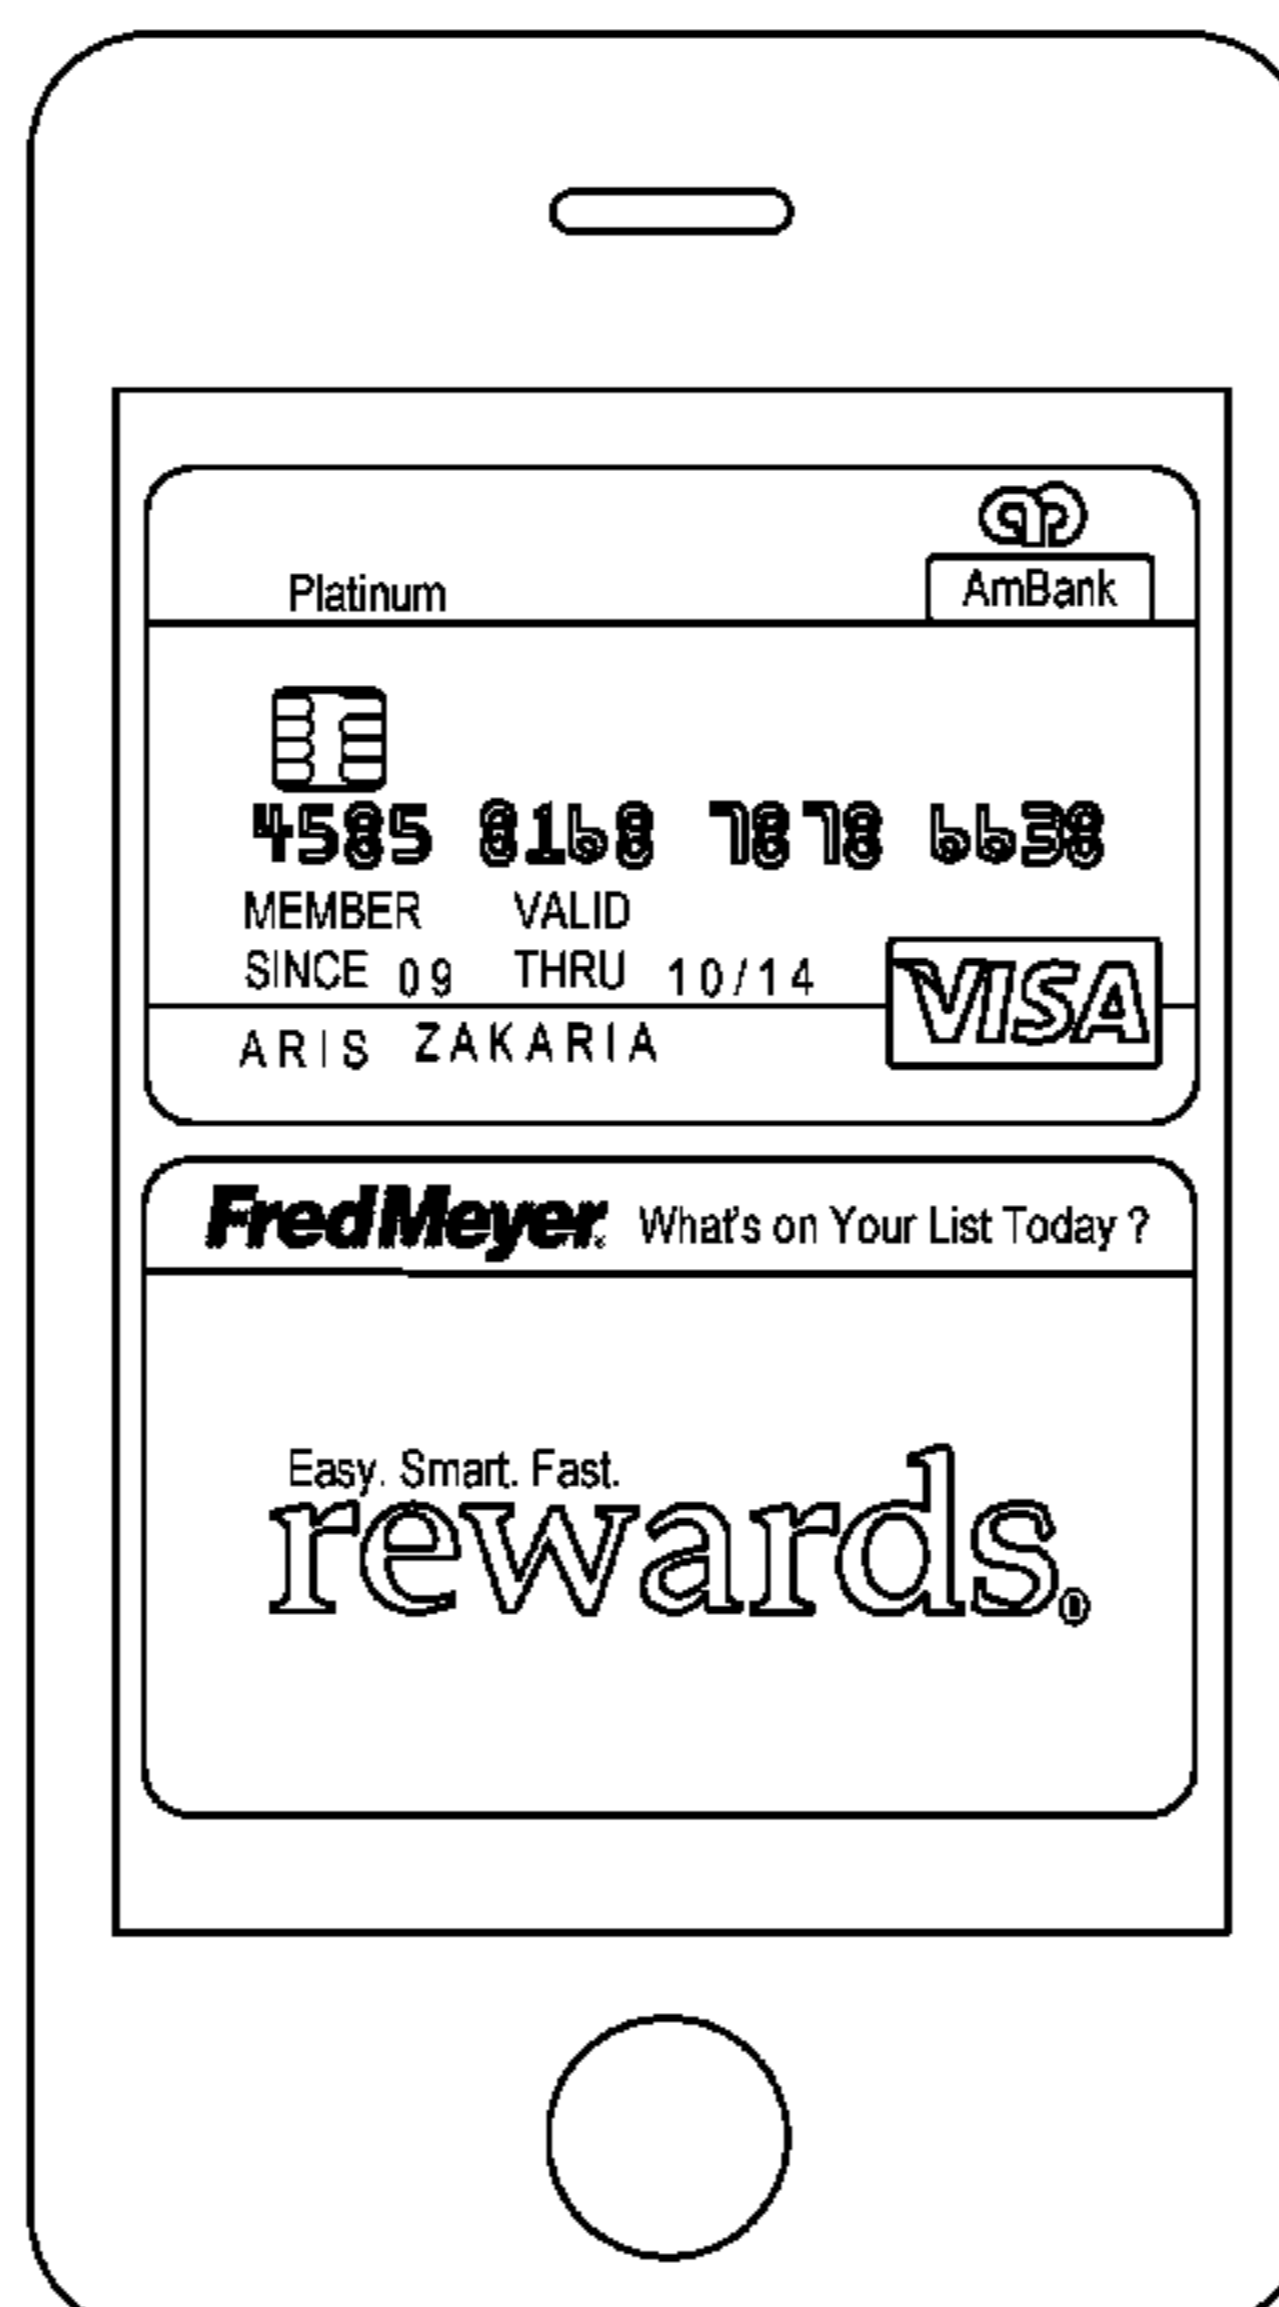 Platinum
AmBank
4585 8168 7878 6638
MEMBER VALID
SINCE 09 THRU 10/14
VISA
ARIS ZAKARIA
FredMeyer. What's on Your List Today ?
Easy. Smart. Fast.
rewards.®